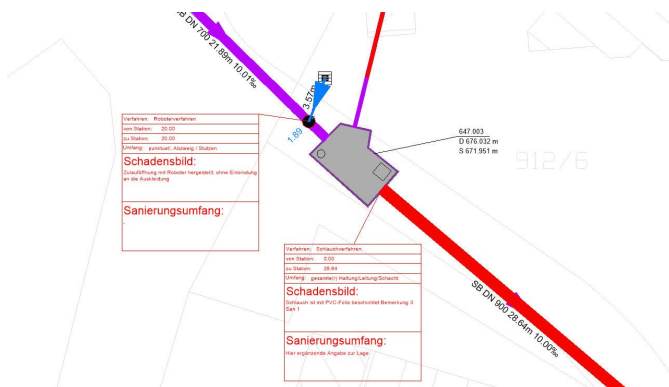 SB DN 700 21.89m 10.01‰
3.57m
1.89
647.003
D 676.032 m
S 671.951 m
912/6
Verfahren: Roboterverfahren
von Station: 20.00
zu Station: 20.00
Umfang: punktuell, Abzweig / Stutzen
Schadensbild:
Zulauföffnung mit Roboter hergestellt, ohne Einbindung
an die Auskleidung
Sanierungsumfang:
-
Verfahren: Schlauchverfahren
von Station: 0.00
zu Station: 28.64
Umfang: gesamte(r) Haltung/Leitung/Schacht
Schadensbild:
Schlauch ist mit PVC-Folie beschichtet Bemerkung 3
San 1
Sanierungsumfang:
Hier ergänzende Angabe zur Lage
SB DN 900 28.64m 10.00‰